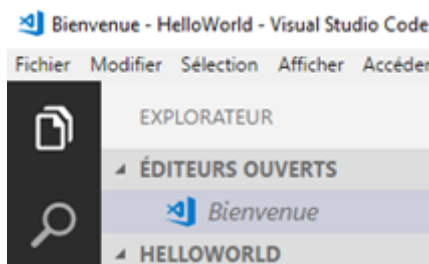 Bienvenue - HelloWorld - Visual Studio Code
Fichier Modifier Sélection Afficher Accéder
EXPLORATEUR
ÉDITEURS OUVERTS
Bienvenue
HELLOWORLD